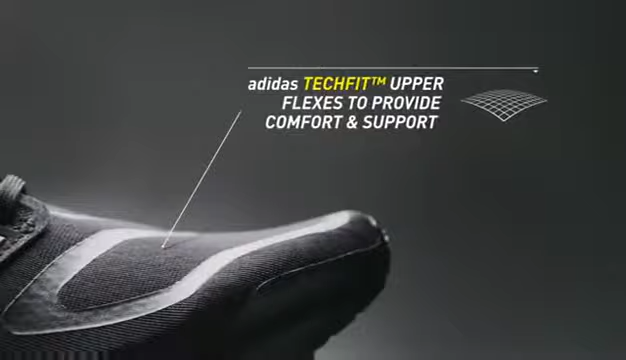 adidas TECHFIT™ UPPER
FLEXES TO PROVIDE
COMFORT & SUPPORT